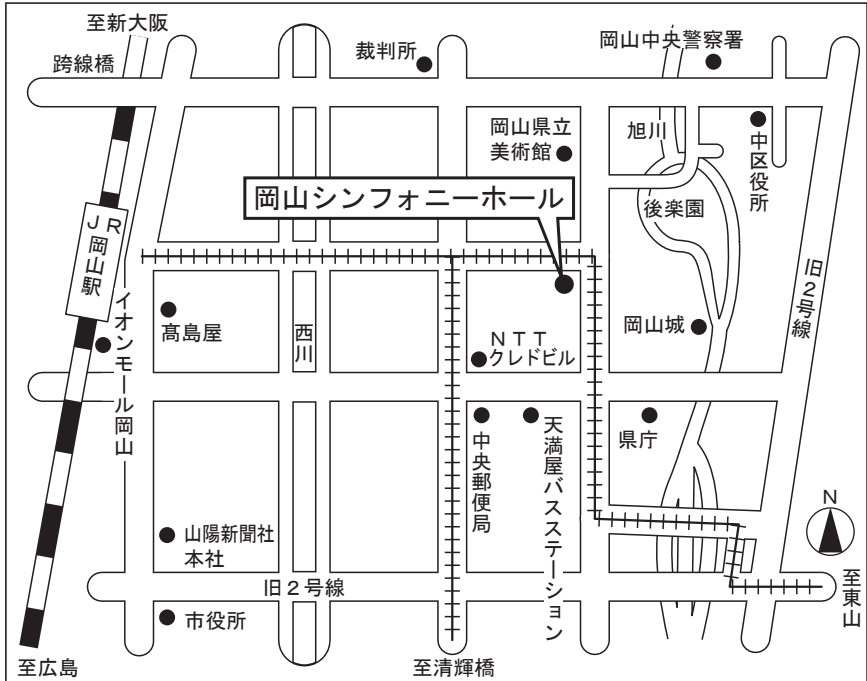 至新大阪
跨線橋
裁判所
岡山中央警察署
岡山県立
美術館
旭川
中区役所
岡山シンフォニーホール
後楽園
JR
岡山駅
イオンモール岡山
髙島屋
西川
NTT
クレドビル
岡山城
旧2号線
中央郵便局
天満屋バスステーション
県庁
山陽新聞社
本社
N
旧2号線
市役所
至東山
至広島
至清輝橋